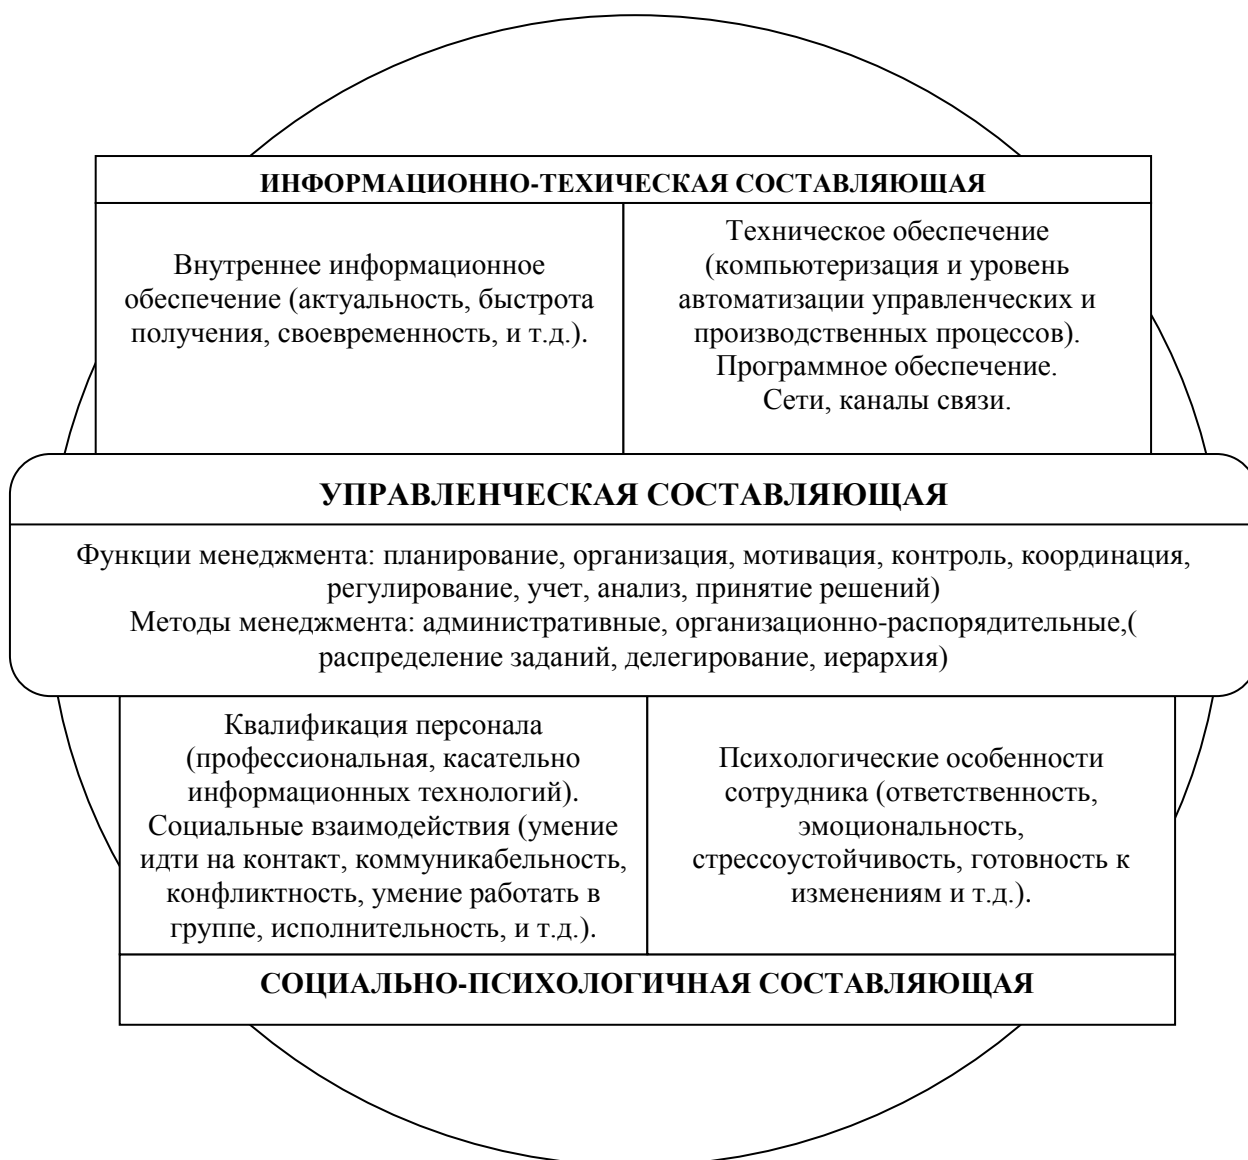 ИНФОРМАЦИОННО-ТЕХИЧЕСКАЯ СОСТАВЛЯЮЩАЯ
Внутреннее информационное
обеспечение (актуальность, быстрота
получения, своевременность, и т.д.).
Техническое обеспечение
(компьютеризация и уровень
автоматизации управленческих и
производственных процессов).
Программное обеспечение.
Сети, каналы связи.
УПРАВЛЕНЧЕСКАЯ СОСТАВЛЯЮЩАЯ
Функции менеджмента: планирование, организация, мотивация, контроль, координация,
регулирование, учет, анализ, принятие решений)
Методы менеджмента: административные, организационно-распорядительные,(
распределение заданий, делегирование, иерархия)
Квалификация персонала
(профессиональная, касательно
информационных технологий).
Социальные взаимодействия (умение
идти на контакт, коммуникабельность,
конфликтность, умение работать в
группе, исполнительность, и т.д.).
Психологические особенности
сотрудника (ответственность,
эмоциональность,
стрессоустойчивость, готовность к
изменениям и т.д.).
СОЦИАЛЬНО-ПСИХОЛОГИЧНАЯ СОСТАВЛЯЮЩАЯ